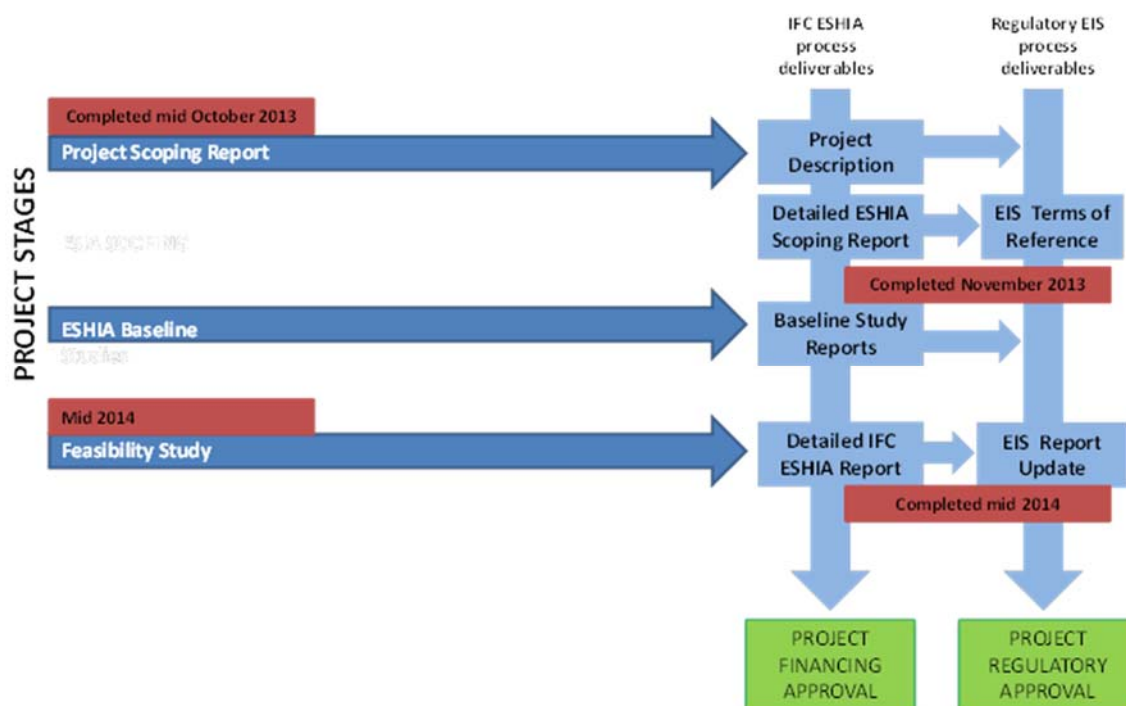 IFC ESHIA
process
deliverables
Regulatory EIS
process
deliverables
PROJECT STAGES
Completed mid October 2013
Project Scoping Report
Project
Description
Detailed ESHIA
Scoping Report
EIS Terms of
Reference
Completed November 2013
ESHIA Baseline
Studies
Baseline Study
Reports
Mid 2014
Feasibility Study
Detailed IFC
ESHIA Report
EIS Report
Update
Completed mid 2014
PROJECT
FINANCING
APPROVAL
PROJECT
REGULATORY
APPROVAL